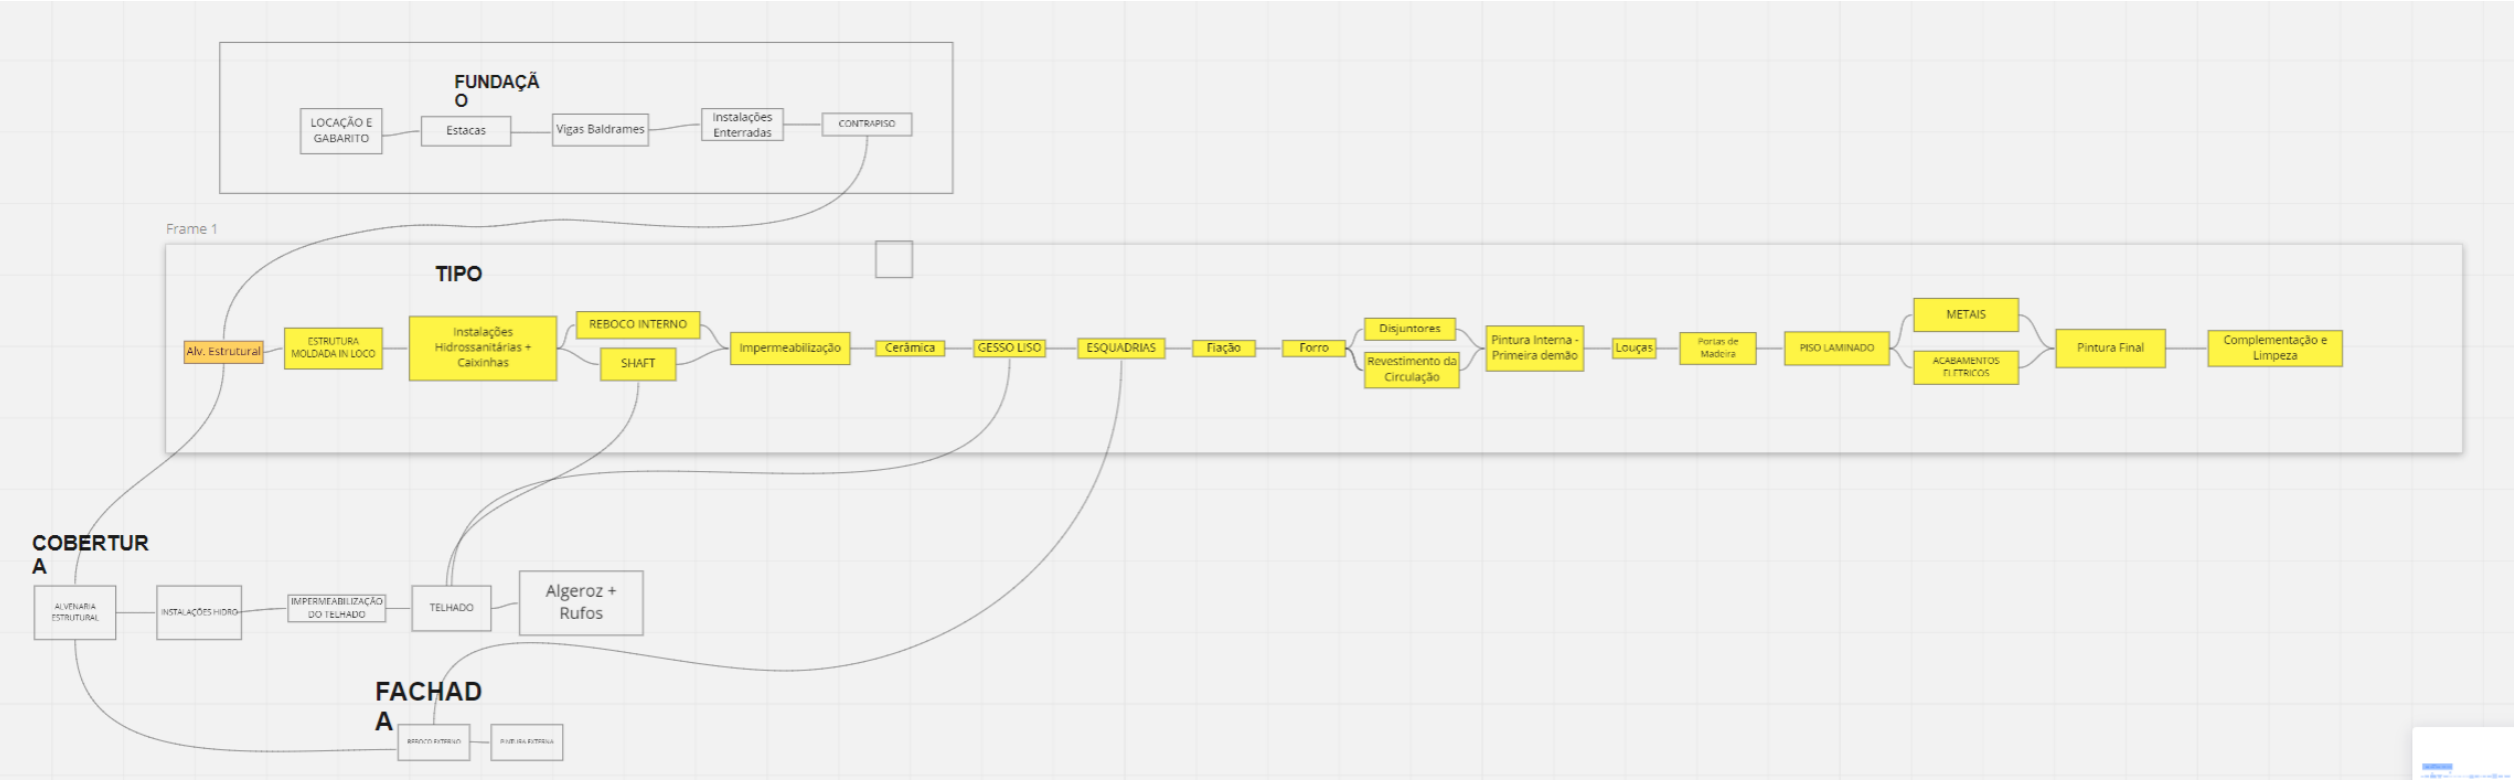 FUNDAÇÃ
O
LOCAÇÃO E
GABARITO
Estacas
Vigas Baldrames
Instalações
Enterradas
CONTRAPISO
Frame 1
TIPO
Alv. Estrutural
ESTRUTURA
MOLDADA IN LOCO
Instalações
Hidrossanitárias +
Caixinhas
REBOCO INTERNO
SHAFT
Impermeabilização
Cerâmica
GESSO LISO
ESQUADRIAS
Fiação
Forro
Disjuntores
Revestimento da
Circulação
Pintura Interna -
Primeira demão
Louças
Portas de
Madeira
PISO LAMINADO
METAIS
ACABAMENTOS
ELETRICOS
Pintura Final
Complementação e
Limpeza
COBERTUR
A
ALVENARIA
ESTRUTURAL
INSTALAÇÕES HIDRO
IMPERMEABILIZAÇÃO
DO TELHADO
TELHADO
Algeroz +
Rufos
FACHAD
A
REBOCO EXTERNO
PINTURA EXTERNA